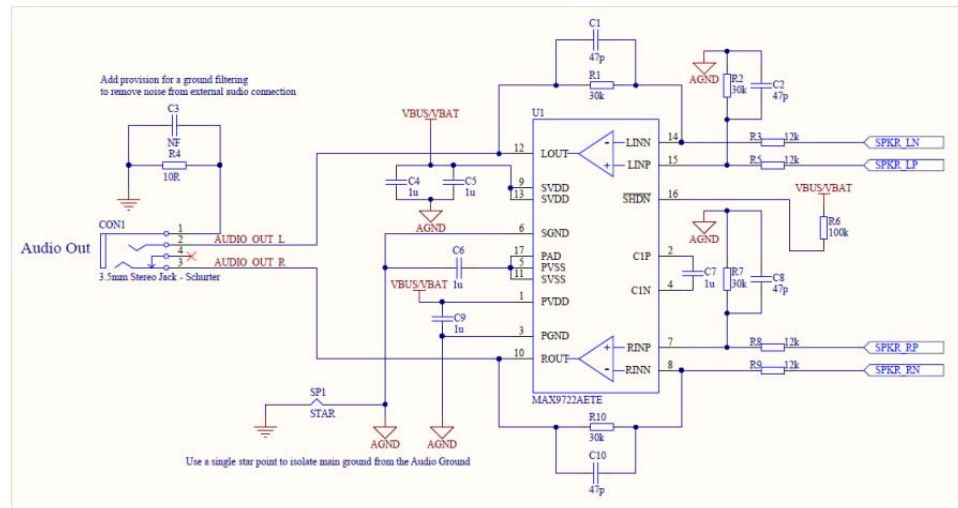 C1
47p
R1
30k
AGND
R2
30k
C2
47p
Add provision for a ground filtering
to remove noise from external audio connection
C3
NF
R4
10R
VBUS/VBAT
C4
1u
C5
1u
AGND
U1
12 LOUT
LINN 14
LINP 15
R3 12k SPKR_LN
R5 12k SPKR_LP
9 SVDD
13 SVDD
SHDN 16
VBUS/VBAT
R6
100k
CON1
Audio Out
1
2 AUDIO OUT L
4
3 AUDIO OUT R
3.5mm Stereo Jack - Schurter
6 SGND
C6
1u
17 PAD
5 PVSS
11 SVSS
VBUS/VBAT
1 PVDD
C9
1u
3 PGND
10 ROUT
C1P 2
C1N 4
C7
1u
AGND
R7
30k
C8
47p
RINP 7
RINN 8
R8 12k SPKR_RP
R9 12k SPKR_RN
MAX9722AETE
SP1
STAR
AGND
AGND
R10
30k
C10
47p
Use a single star point to isolate main ground from the Audio Ground